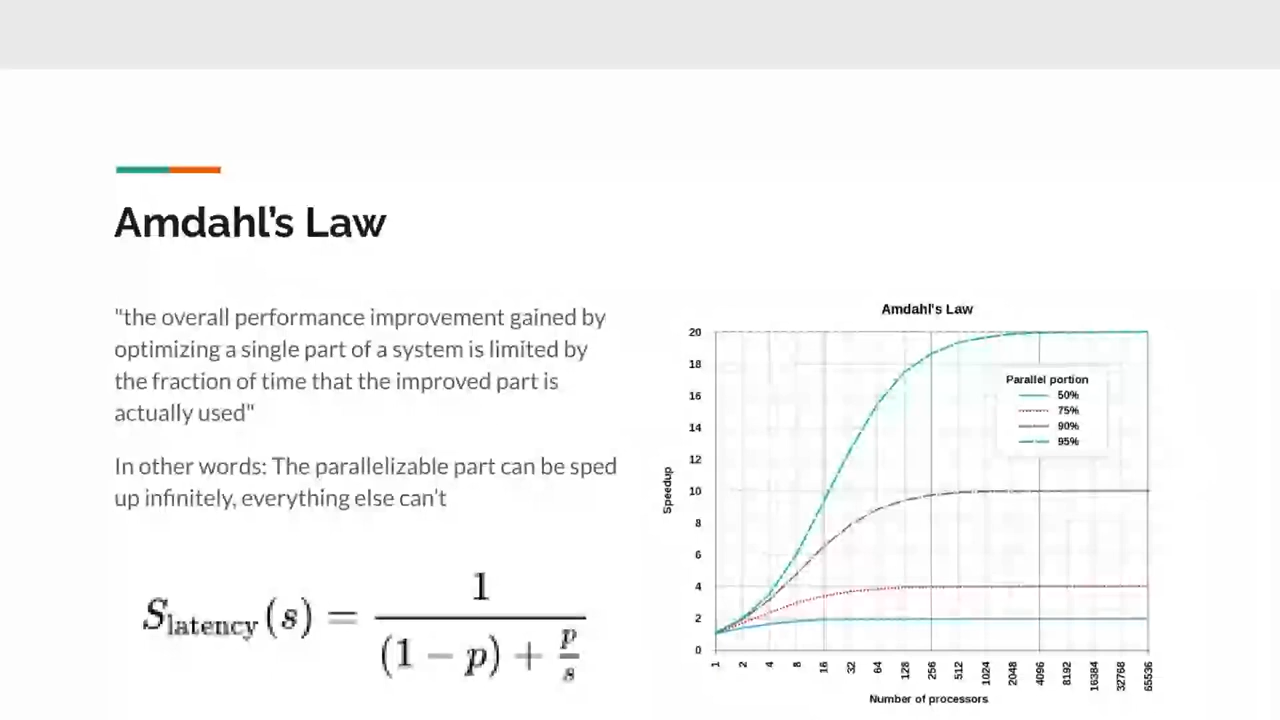 Amdahl's Law
"the overall performance improvement gained by
optimizing a single part of a system is limited by
the fraction of time that the improved part is
actually used"
In other words: The parallelizable part can be sped
up infinitely, everything else can't
S_latency(s) = 1 / ((1 − p) + p/s)
Amdahl's Law
20
18
16
14
12
10
8
6
4
2
0
Speedup
Parallel portion
50%
75%
90%
95%
1 2 4 8 16 32 64 128 256 512 1024 2048 4096 8192 16384 32768 65536
Number of processors